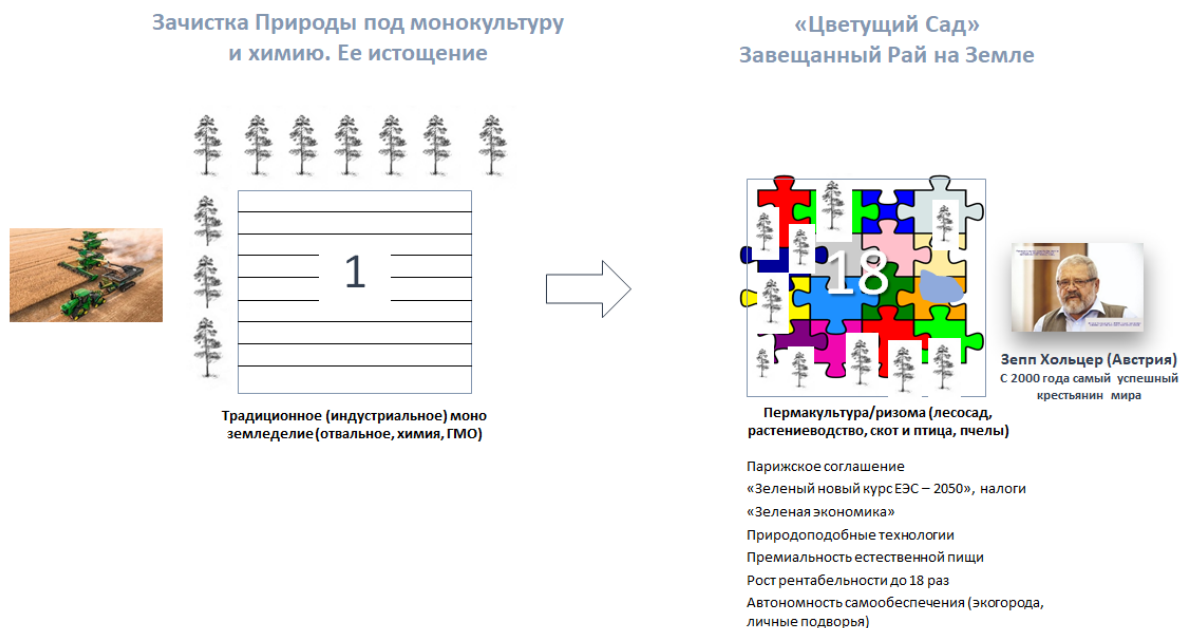 Зачистка Природы под монокультуру
и химию. Ее истощение
«Цветущий Сад»
Завещанный Рай на Земле
1
18
Традиционное (индустриальное) моно
земледелие (отвальное, химия, ГМО)
Пермакультура/ризома (лесосад,
растениеводство, скот и птица, пчелы)
Зепп Хольцер (Австрия)
С 2000 года самый успешный
крестьянин мира
Парижское соглашение
«Зеленый новый курс ЕЭС – 2050», налоги
«Зеленая экономика»
Природоподобные технологии
Премиальность естественной пищи
Рост рентабельности до 18 раз
Автономность самообеспечения (экогорода,
личные подворья)